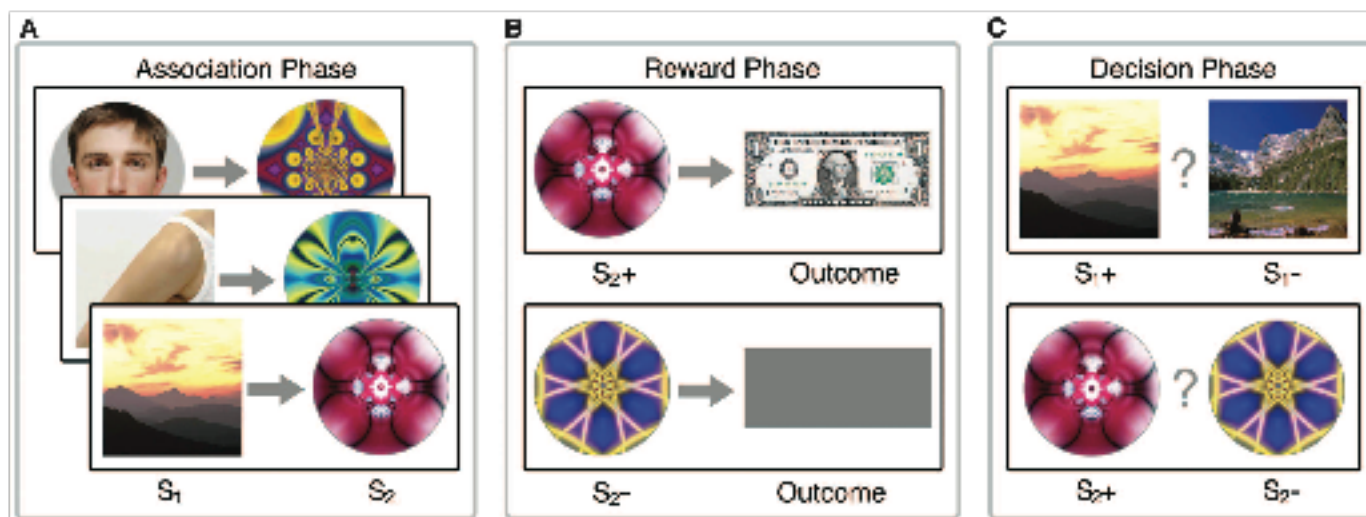 A
Association Phase
S₁ S₂
B
Reward Phase
S₂+ Outcome
S₂- Outcome
C
Decision Phase
?
S₁+ S₁-
?
S₂+ S₂-